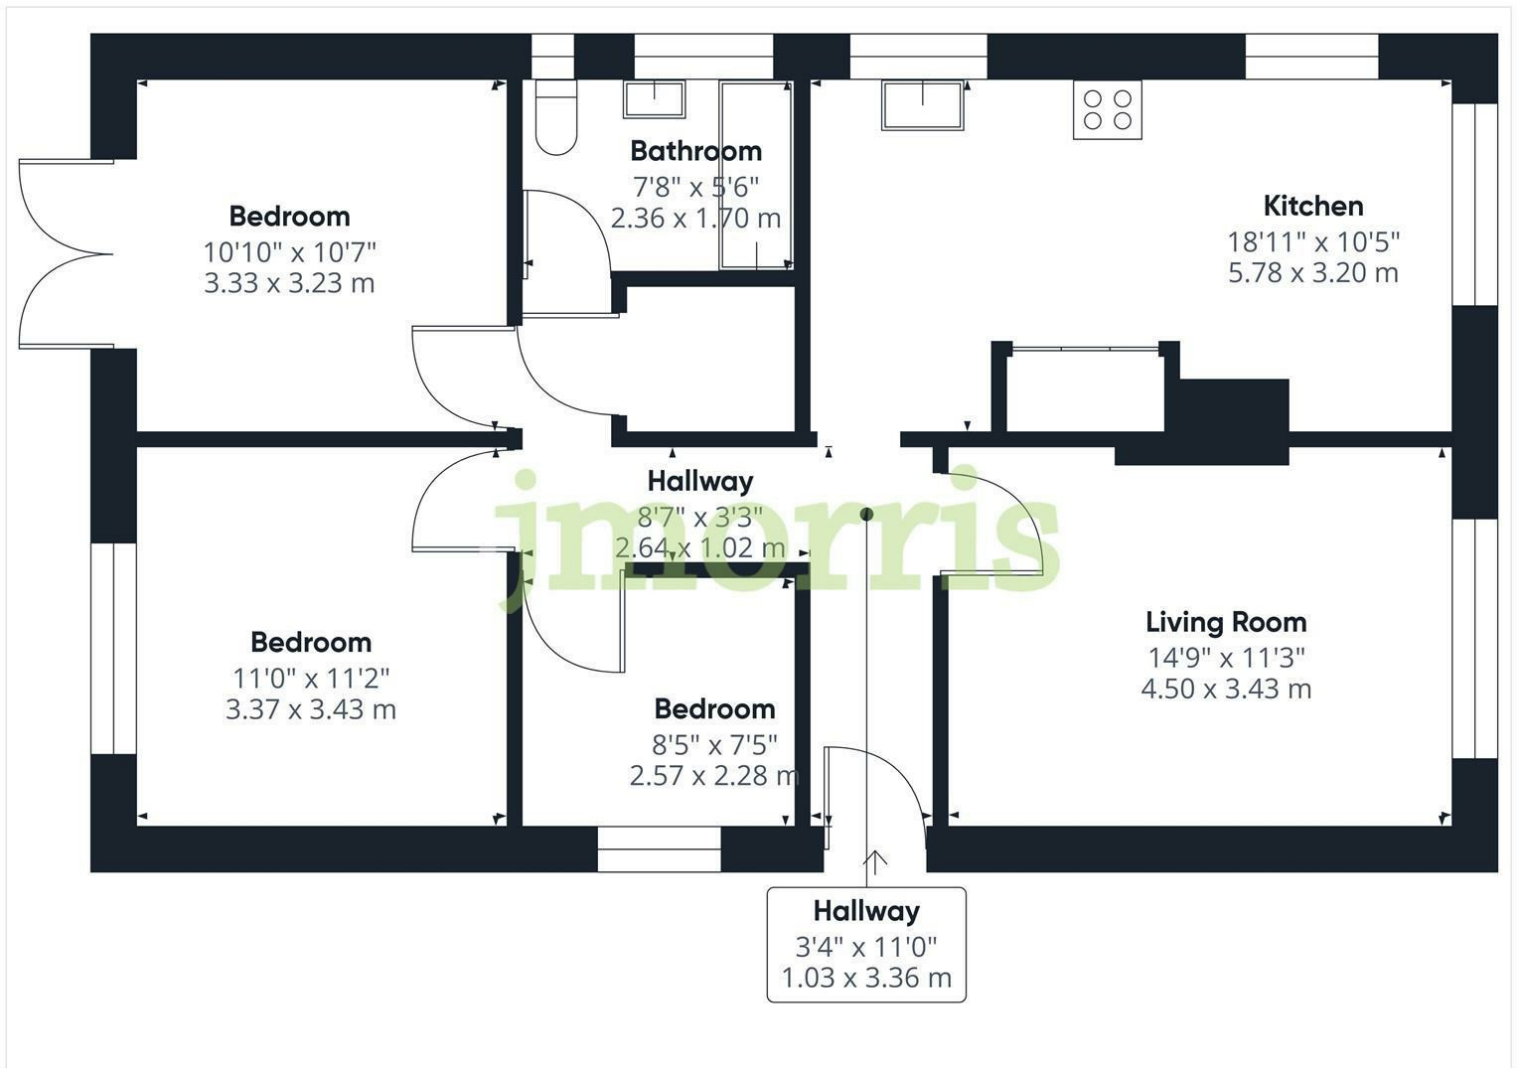 Bedroom
10'10" x 10'7"
3.33 x 3.23 m
Bathroom
7'8" x 5'6"
2.36 x 1.70 m
Kitchen
18'11" x 10'5"
5.78 x 3.20 m
Hallway
8'7" x 3'3"
2.64 x 1.02 m
jmorris
Bedroom
11'0" x 11'2"
3.37 x 3.43 m
Bedroom
8'5" x 7'5"
2.57 x 2.28 m
Living Room
14'9" x 11'3"
4.50 x 3.43 m
Hallway
3'4" x 11'0"
1.03 x 3.36 m